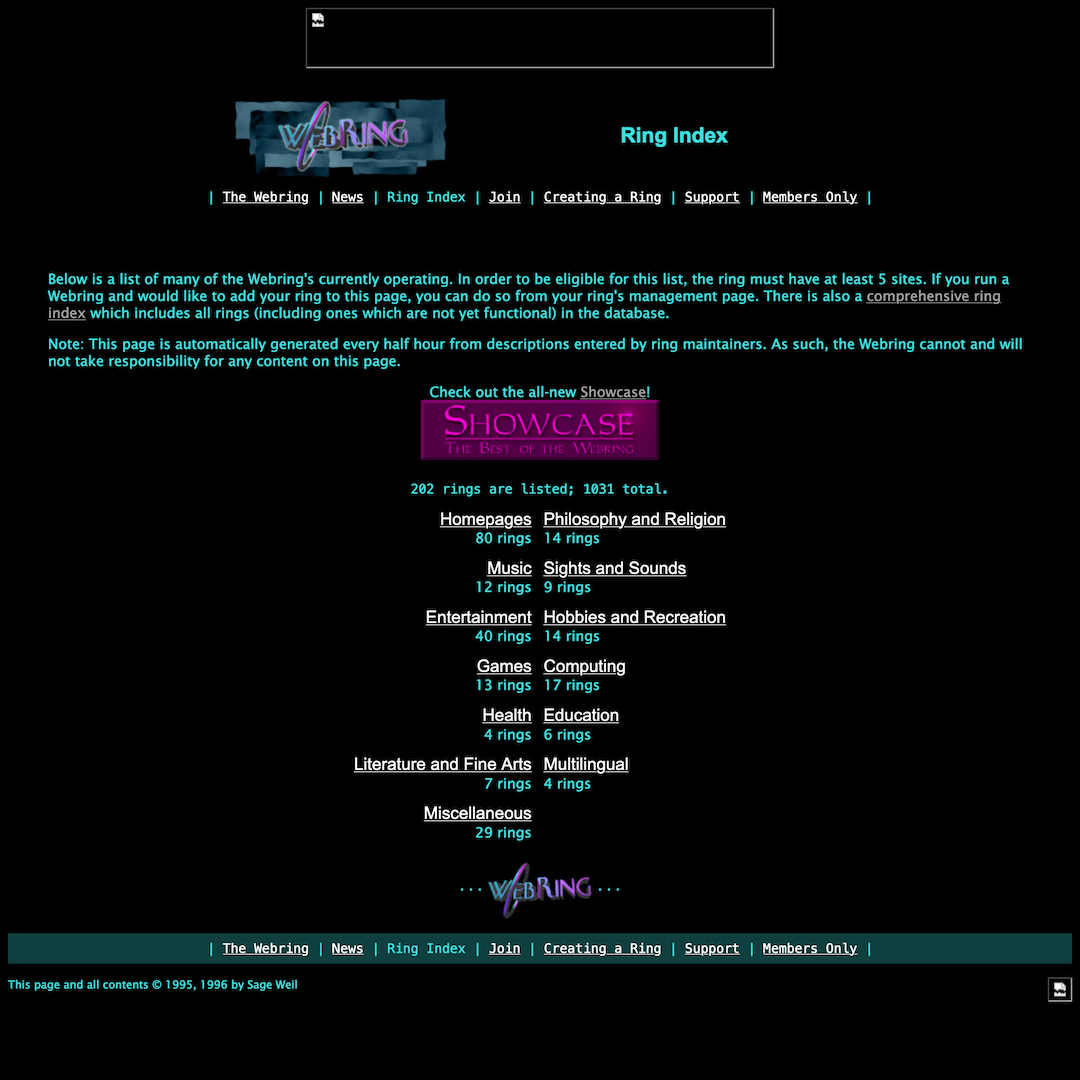 WEBRING
Ring Index
| The Webring | News | Ring Index | Join | Creating a Ring | Support | Members Only |
Below is a list of many of the Webring's currently operating. In order to be eligible for this list, the ring must have at least 5 sites. If you run a
Webring and would like to add your ring to this page, you can do so from your ring's management page. There is also a comprehensive ring
index which includes all rings (including ones which are not yet functional) in the database.
Note: This page is automatically generated every half hour from descriptions entered by ring maintainers. As such, the Webring cannot and will
not take responsibility for any content on this page.
Check out the all-new Showcase!
SHOWCASE
THE BEST OF THE WEBRING
202 rings are listed; 1031 total.
Homepages Philosophy and Religion
80 rings 14 rings
Music Sights and Sounds
12 rings 9 rings
Entertainment Hobbies and Recreation
40 rings 14 rings
Games Computing
13 rings 17 rings
Health Education
4 rings 6 rings
Literature and Fine Arts Multilingual
7 rings 4 rings
Miscellaneous
29 rings
... WEBRING ...
| The Webring | News | Ring Index | Join | Creating a Ring | Support | Members Only |
This page and all contents © 1995, 1996 by Sage Weil